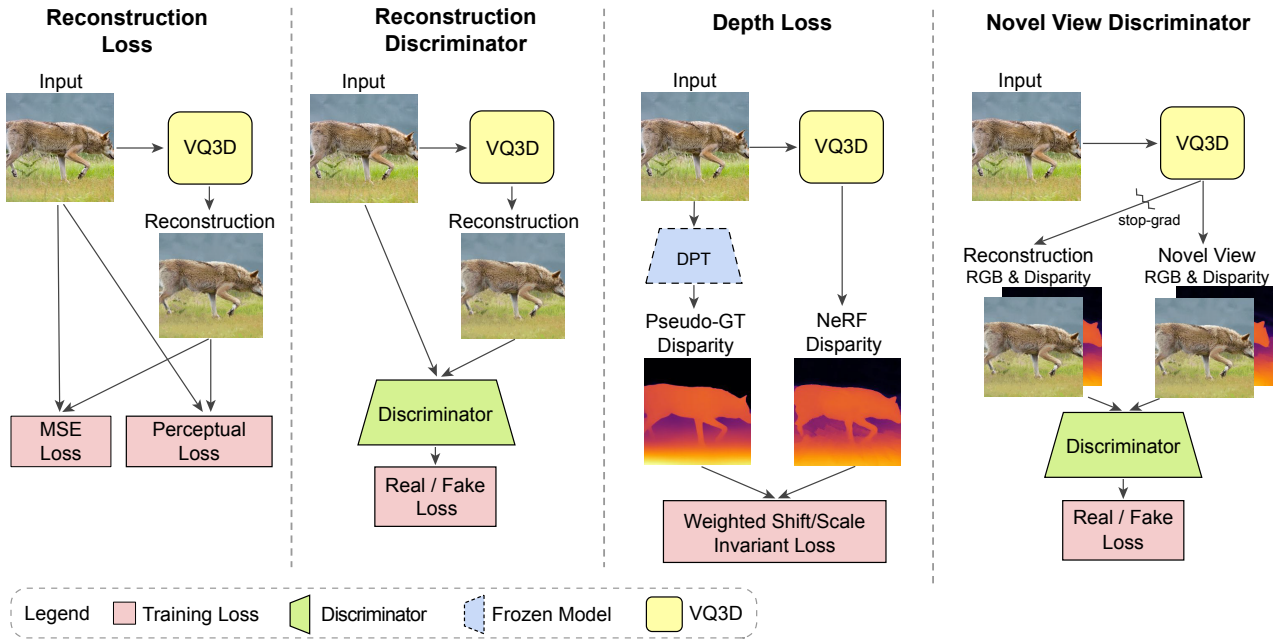 Reconstruction
Loss
Input
VQ3D
Reconstruction
MSE
Loss
Perceptual
Loss
Reconstruction
Discriminator
Input
VQ3D
Reconstruction
Discriminator
Real / Fake
Loss
Depth Loss
Input
VQ3D
DPT
Pseudo-GT
Disparity
NeRF
Disparity
Weighted Shift/Scale
Invariant Loss
Novel View Discriminator
Input
VQ3D
stop-grad
Reconstruction
RGB & Disparity
Novel View
RGB & Disparity
Discriminator
Real / Fake
Loss
Legend
Training Loss
Discriminator
Frozen Model
VQ3D